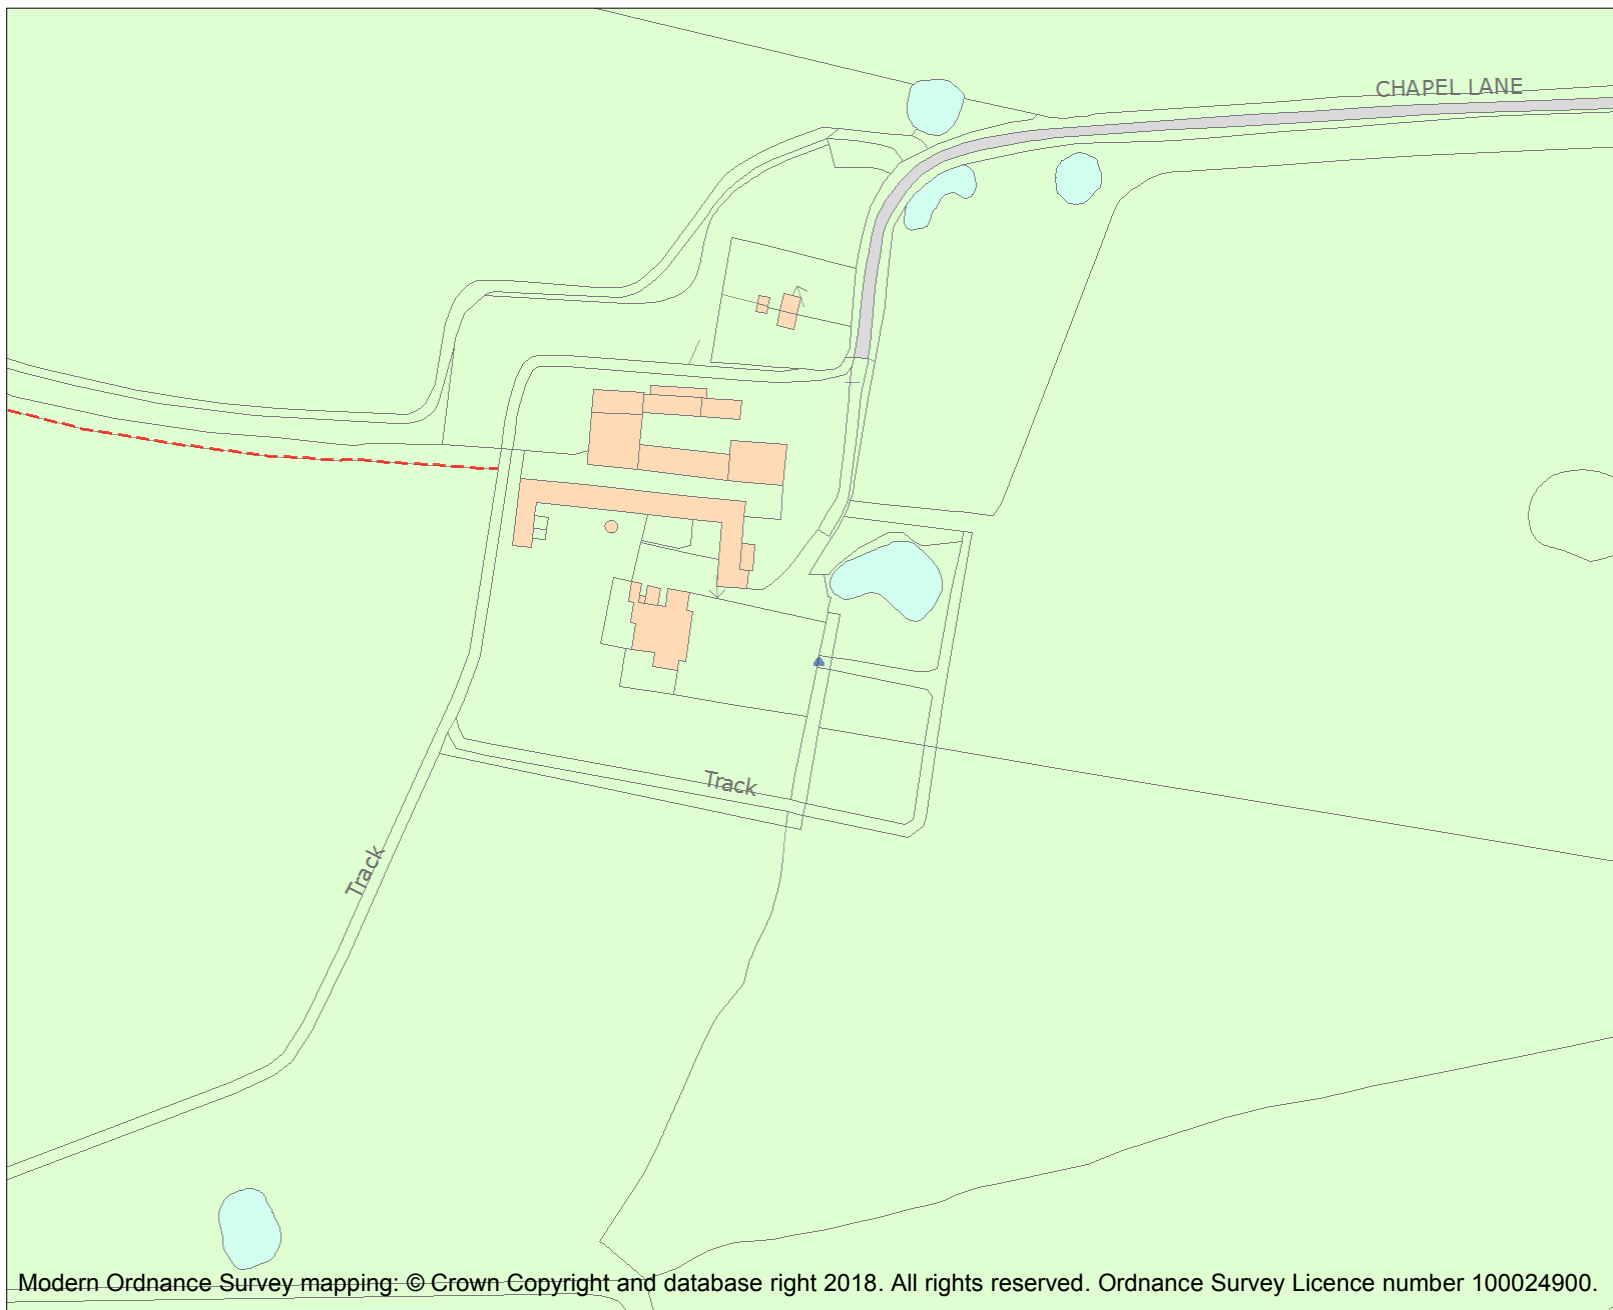 CHAPEL LANE
Track
Track
Modern Ordnance Survey mapping: © Crown Copyright and database right 2018. All rights reserved. Ordnance Survey Licence number 100024900.